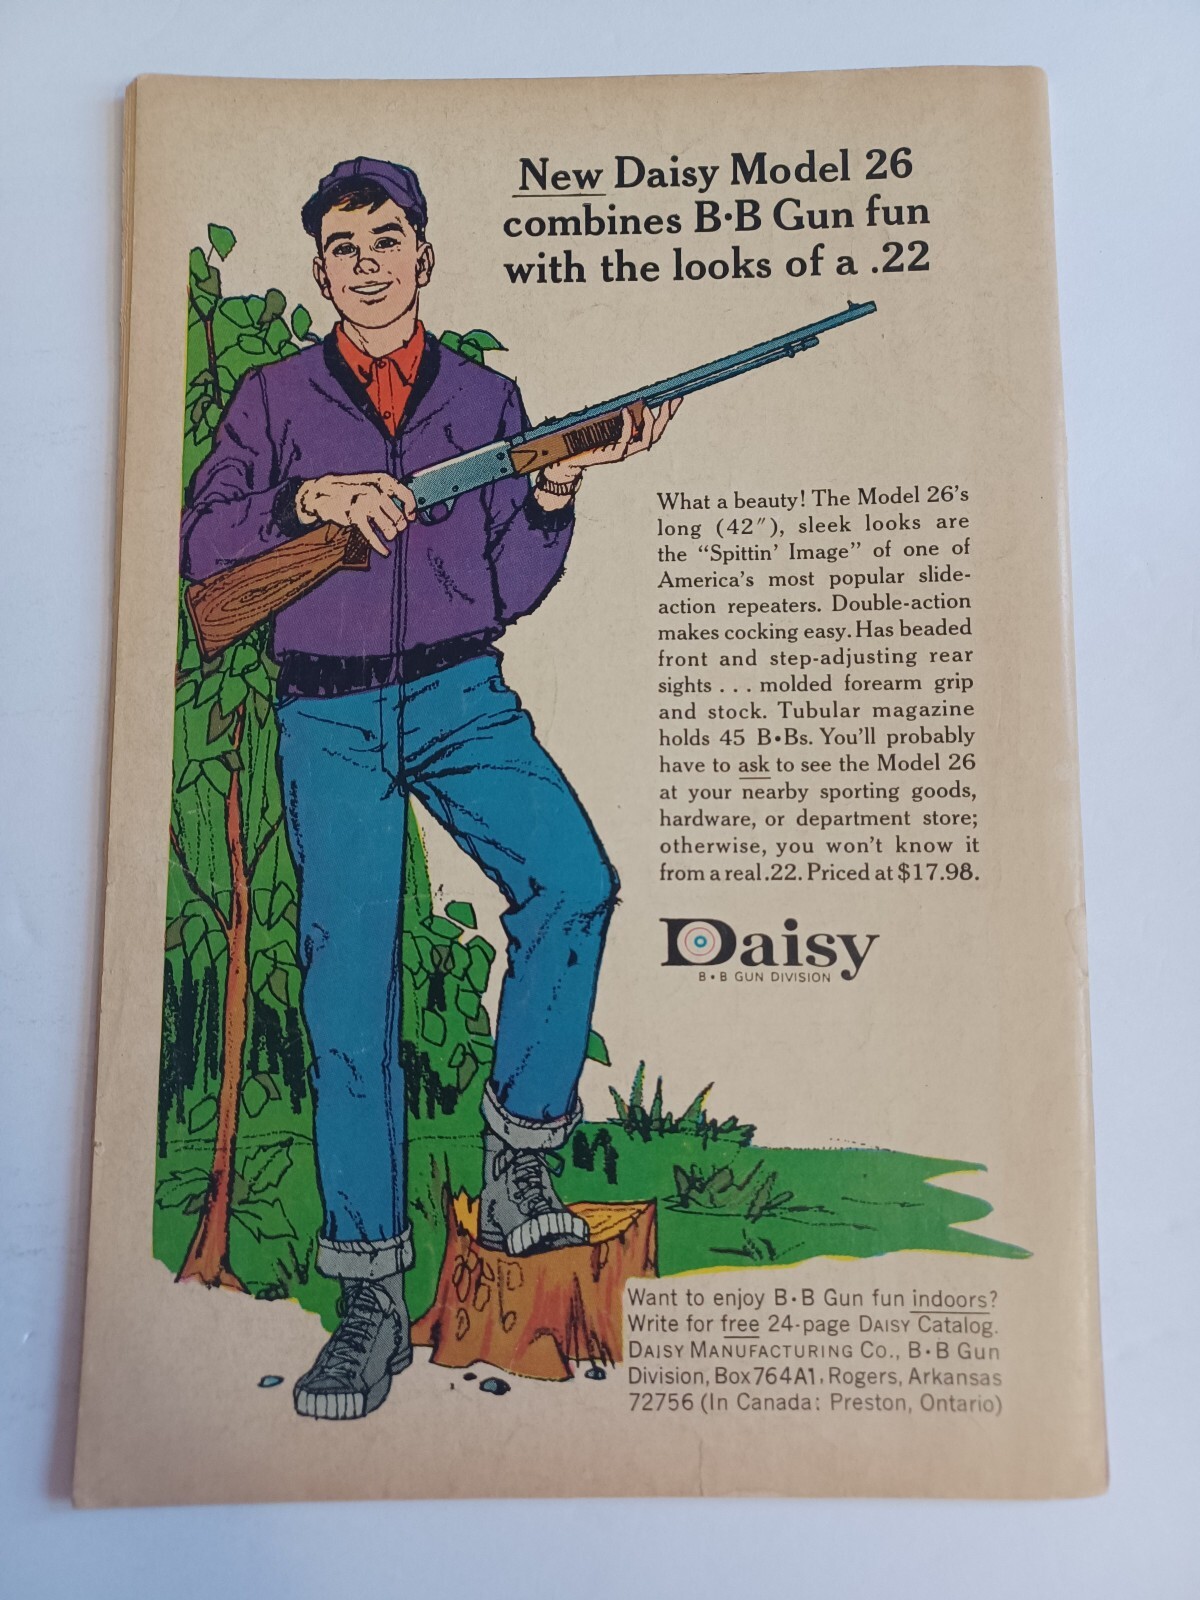 New Daisy Model 26
combines B•B Gun fun
with the looks of a .22
What a beauty! The Model 26's
long (42″), sleek looks are
the “Spittin’ Image” of one of
America's most popular slide-
action repeaters. Double-action
makes cocking easy. Has beaded
front and step-adjusting rear
sights . . . molded forearm grip
and stock. Tubular magazine
holds 45 B•Bs. You'll probably
have to ask to see the Model 26
at your nearby sporting goods,
hardware, or department store;
otherwise, you won't know it
from a real .22. Priced at $17.98.
Daisy
B•B GUN DIVISION
Want to enjoy B•B Gun fun indoors?
Write for free 24-page DAISY Catalog.
DAISY MANUFACTURING CO., B•B Gun
Division, Box 764A1, Rogers, Arkansas
72756 (In Canada: Preston, Ontario)